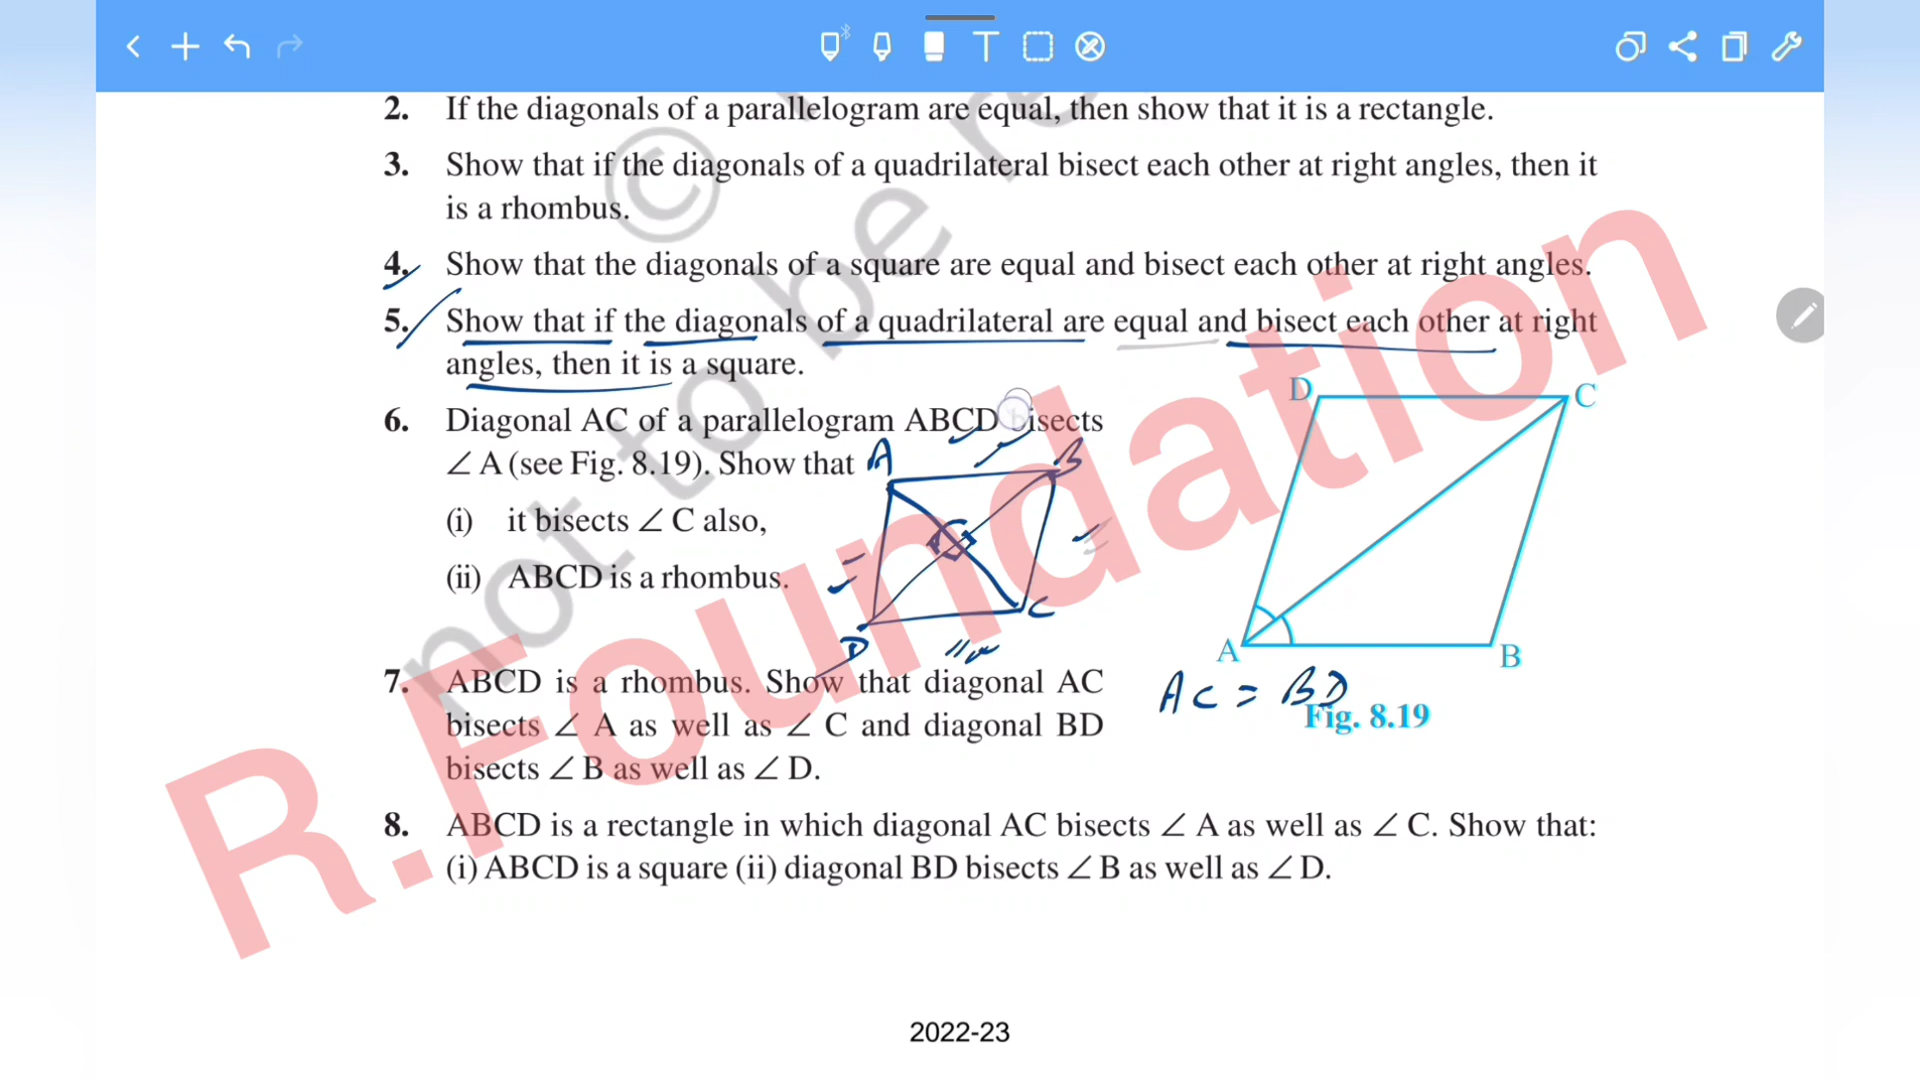 2. If the diagonals of a parallelogram are equal, then show that it is a rectangle.
3. Show that if the diagonals of a quadrilateral bisect each other at right angles, then it
is a rhombus.
4. Show that the diagonals of a square are equal and bisect each other at right angles.
5. Show that if the diagonals of a quadrilateral are equal and bisect each other at right
angles, then it is a square.
6. Diagonal AC of a parallelogram ABCD bisects
∠ A (see Fig. 8.19). Show that
(i) it bisects ∠ C also,
(ii) ABCD is a rhombus.
A B
D C
D C
A B
AC = BD
Fig. 8.19
7. ABCD is a rhombus. Show that diagonal AC
bisects ∠ A as well as ∠ C and diagonal BD
bisects ∠ B as well as ∠ D.
8. ABCD is a rectangle in which diagonal AC bisects ∠ A as well as ∠ C. Show that:
(i) ABCD is a square (ii) diagonal BD bisects ∠ B as well as ∠ D.
2022-23
© not to be re
R.Foundation
T